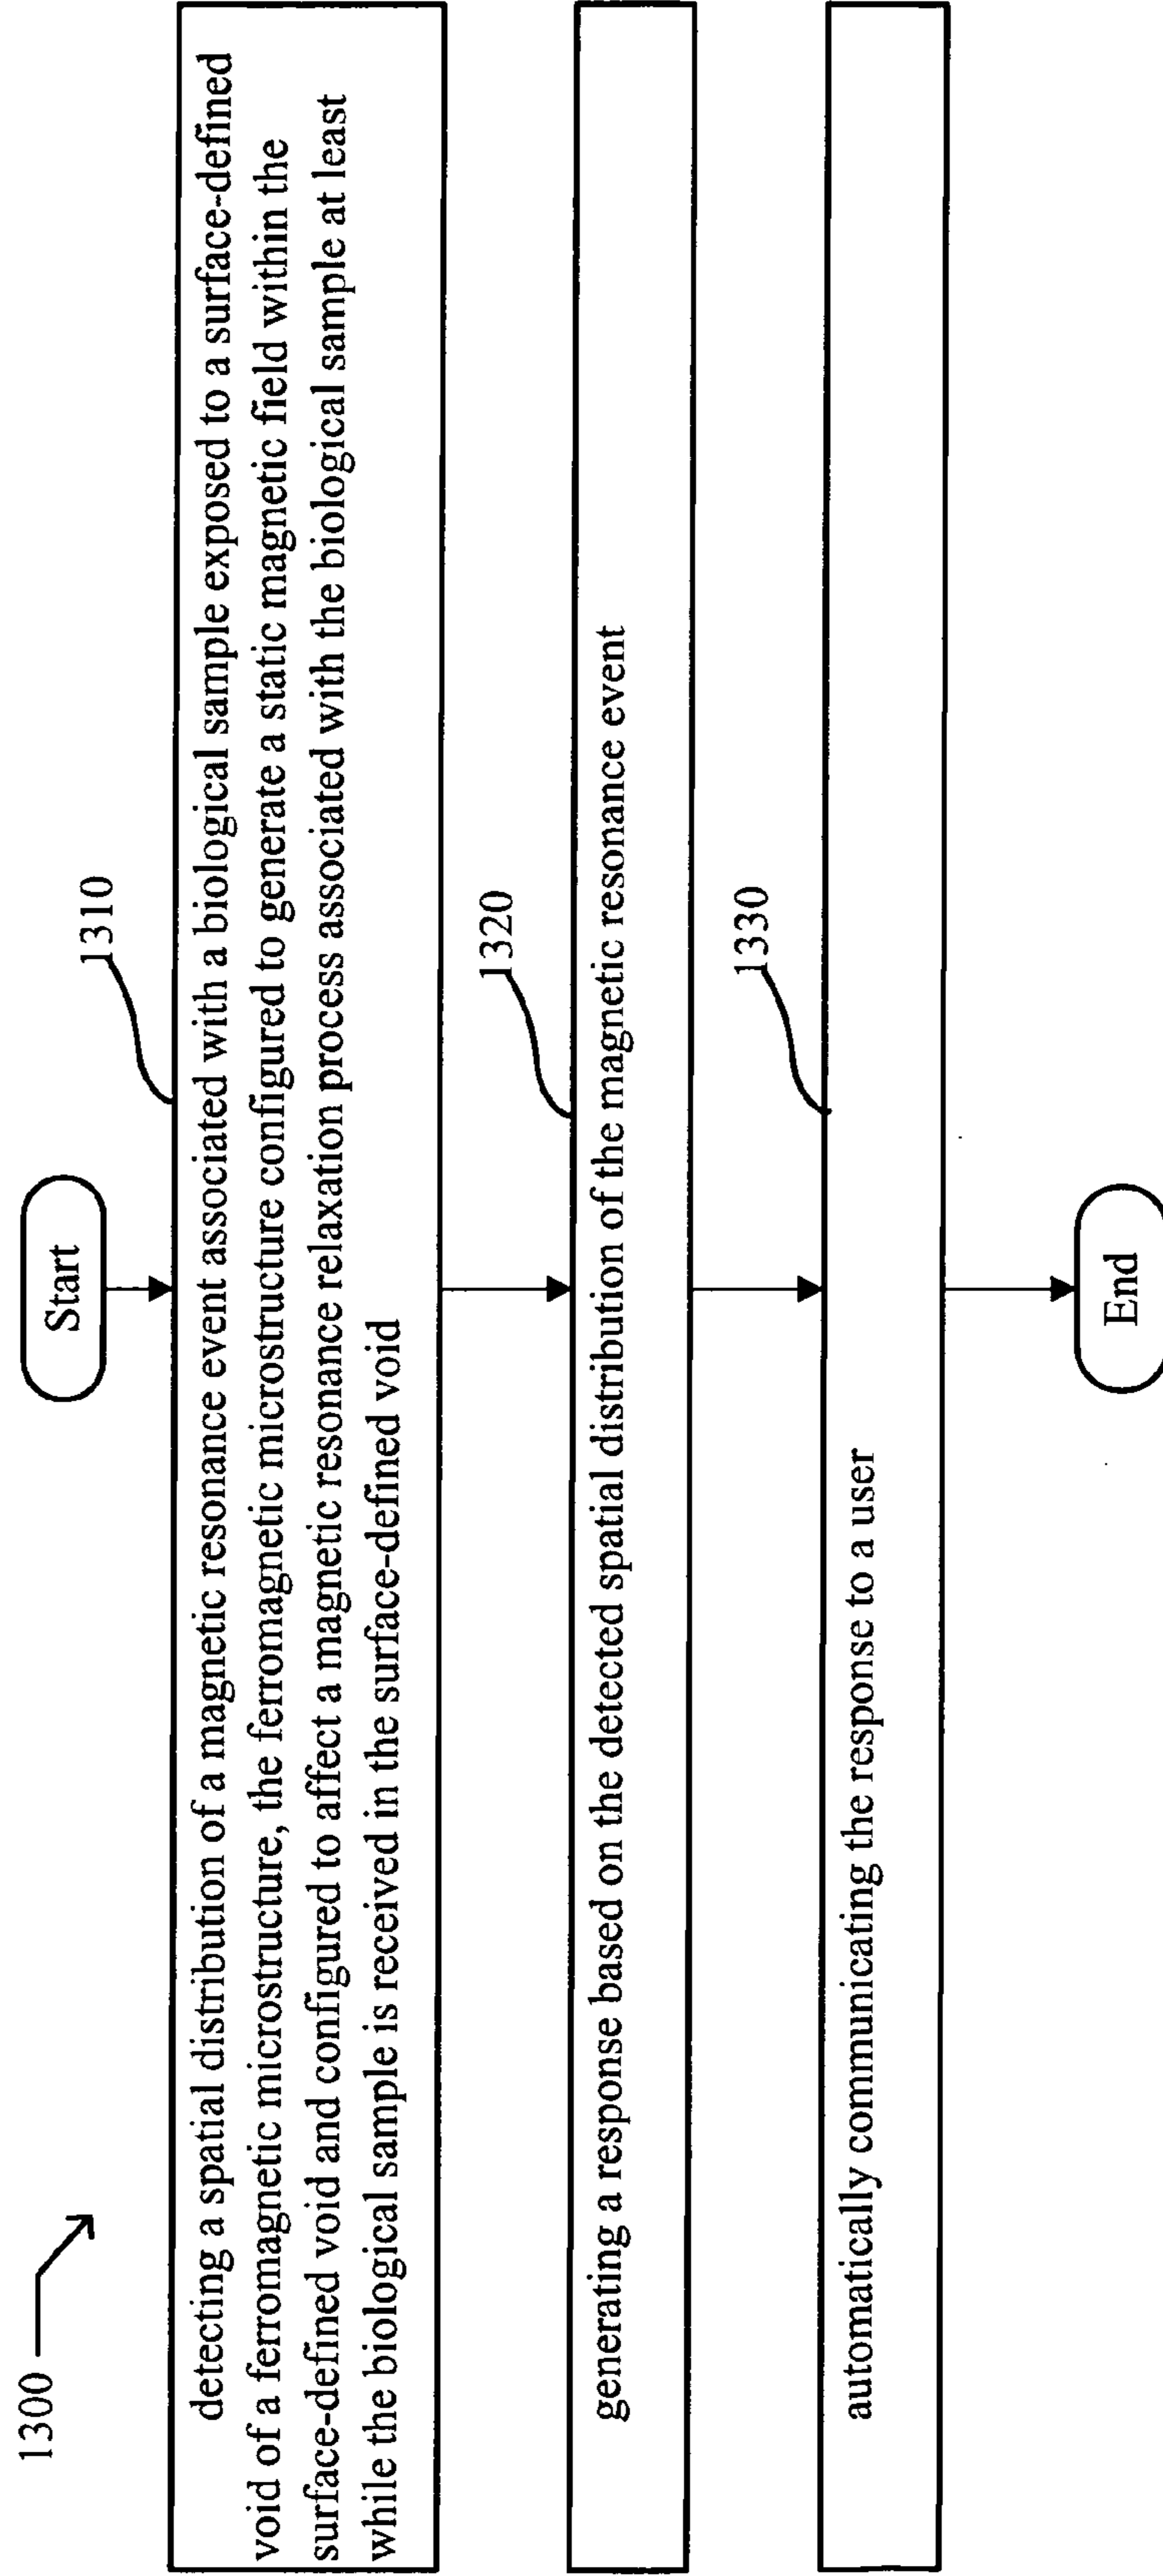 1300
Start
1310
detecting a spatial distribution of a magnetic resonance event associated with a biological sample exposed to a surface-defined
void of a ferromagnetic microstructure, the ferromagnetic microstructure configured to generate a static magnetic field within the
surface-defined void and configured to affect a magnetic resonance relaxation process associated with the biological sample at least
while the biological sample is received in the surface-defined void
1320
generating a response based on the detected spatial distribution of the magnetic resonance event
1330
automatically communicating the response to a user
End